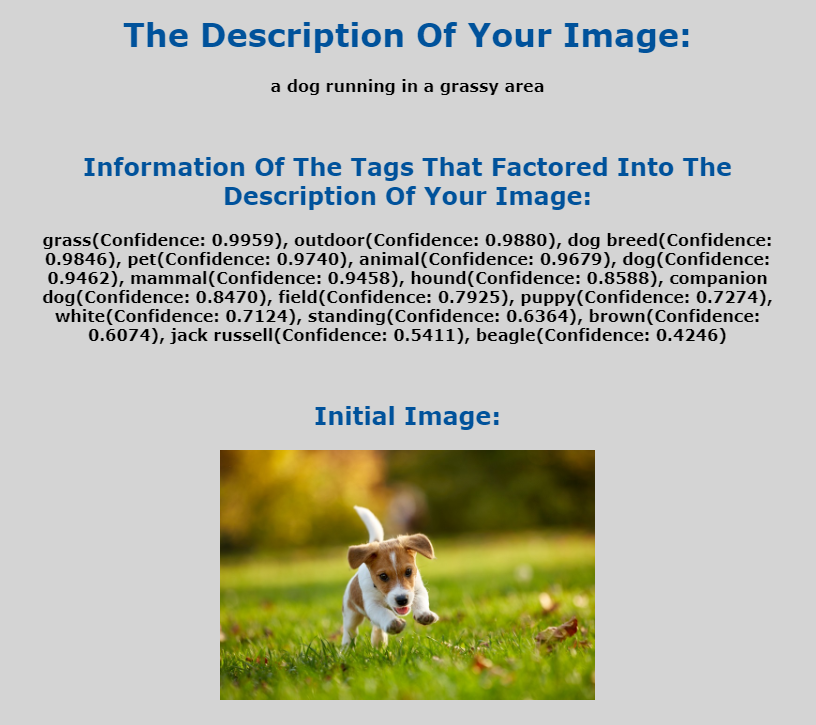 The Description Of Your Image:
a dog running in a grassy area
Information Of The Tags That Factored Into The
Description Of Your Image:
grass(Confidence: 0.9959), outdoor(Confidence: 0.9880), dog breed(Confidence:
0.9846), pet(Confidence: 0.9740), animal(Confidence: 0.9679), dog(Confidence:
0.9462), mammal(Confidence: 0.9458), hound(Confidence: 0.8588), companion
dog(Confidence: 0.8470), field(Confidence: 0.7925), puppy(Confidence: 0.7274),
white(Confidence: 0.7124), standing(Confidence: 0.6364), brown(Confidence:
0.6074), jack russell(Confidence: 0.5411), beagle(Confidence: 0.4246)
Initial Image: